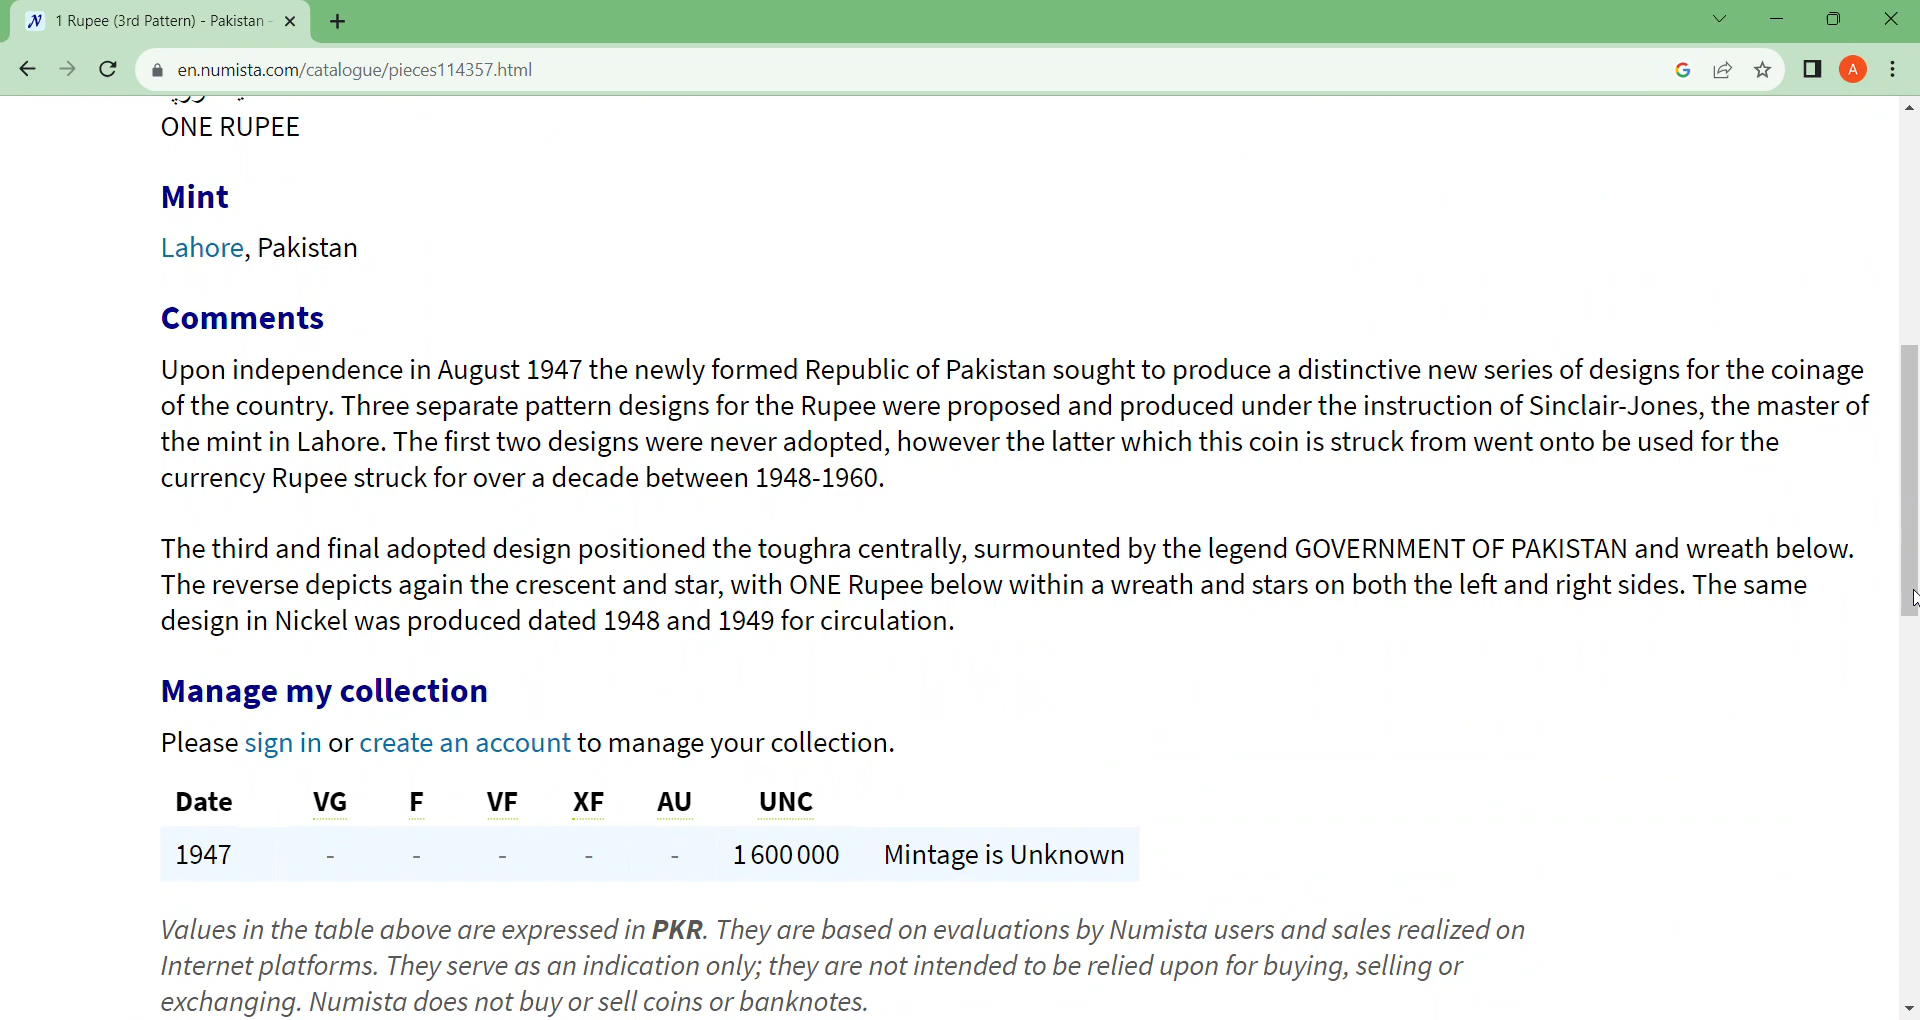 1 Rupee (3rd Pattern) - Pakistan -
en.numista.com/catalogue/pieces114357.html
A
ONE RUPEE
Mint
Lahore, Pakistan
Comments
Upon independence in August 1947 the newly formed Republic of Pakistan sought to produce a distinctive new series of designs for the coinage
of the country. Three separate pattern designs for the Rupee were proposed and produced under the instruction of Sinclair-Jones, the master of
the mint in Lahore. The first two designs were never adopted, however the latter which this coin is struck from went onto be used for the
currency Rupee struck for over a decade between 1948-1960.
The third and final adopted design positioned the toughra centrally, surmounted by the legend GOVERNMENT OF PAKISTAN and wreath below.
The reverse depicts again the crescent and star, with ONE Rupee below within a wreath and stars on both the left and right sides. The same
design in Nickel was produced dated 1948 and 1949 for circulation.
Manage my collection
Please sign in or create an account to manage your collection.
Date VG F VF XF AU UNC
1947 - - - - - 1 600 000 Mintage is Unknown
Values in the table above are expressed in PKR. They are based on evaluations by Numista users and sales realized on
Internet platforms. They serve as an indication only; they are not intended to be relied upon for buying, selling or
exchanging. Numista does not buy or sell coins or banknotes.